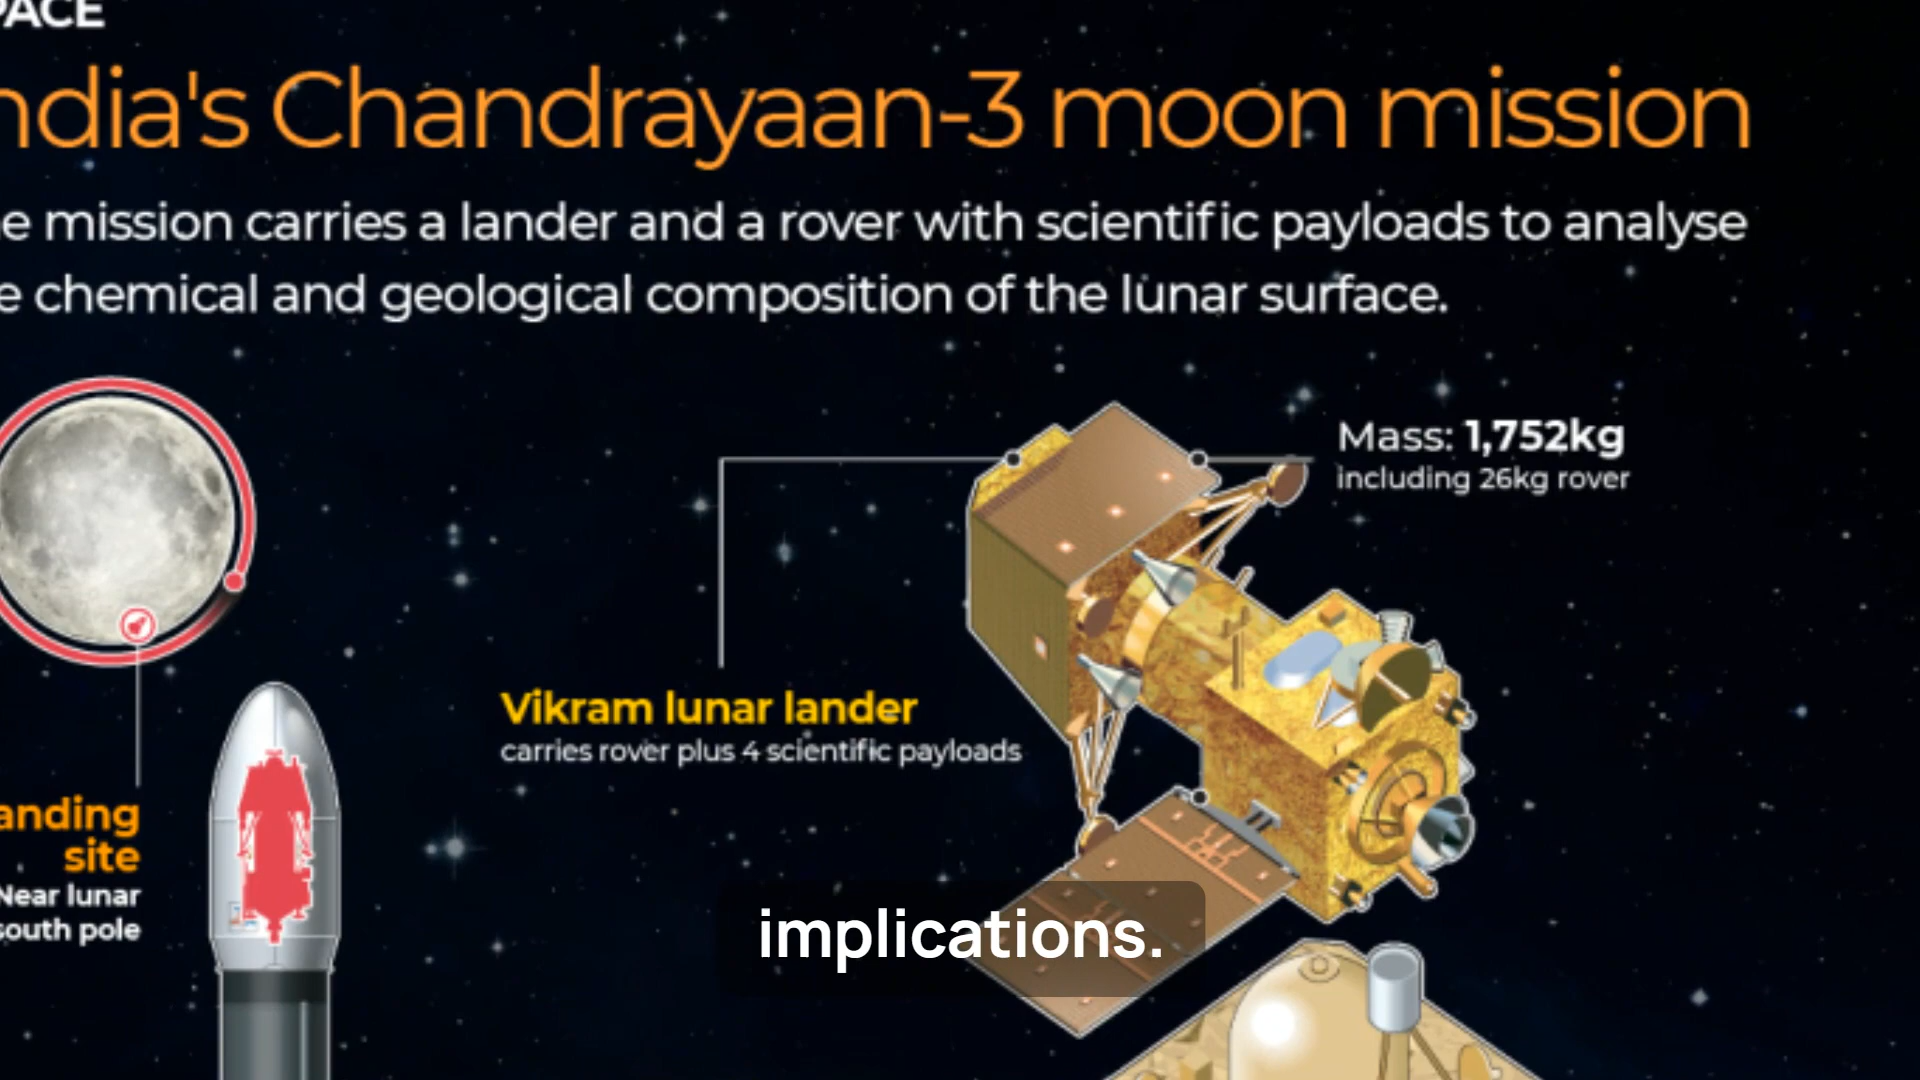 PACE
ndia's Chandrayaan-3 moon mission
e mission carries a lander and a rover with scientific payloads to analyse
e chemical and geological composition of the lunar surface.
Mass: 1,752kg
including 26kg rover
Vikram lunar lander
carries rover plus 4 scientific payloads
anding
site
Near lunar
south pole
implications.